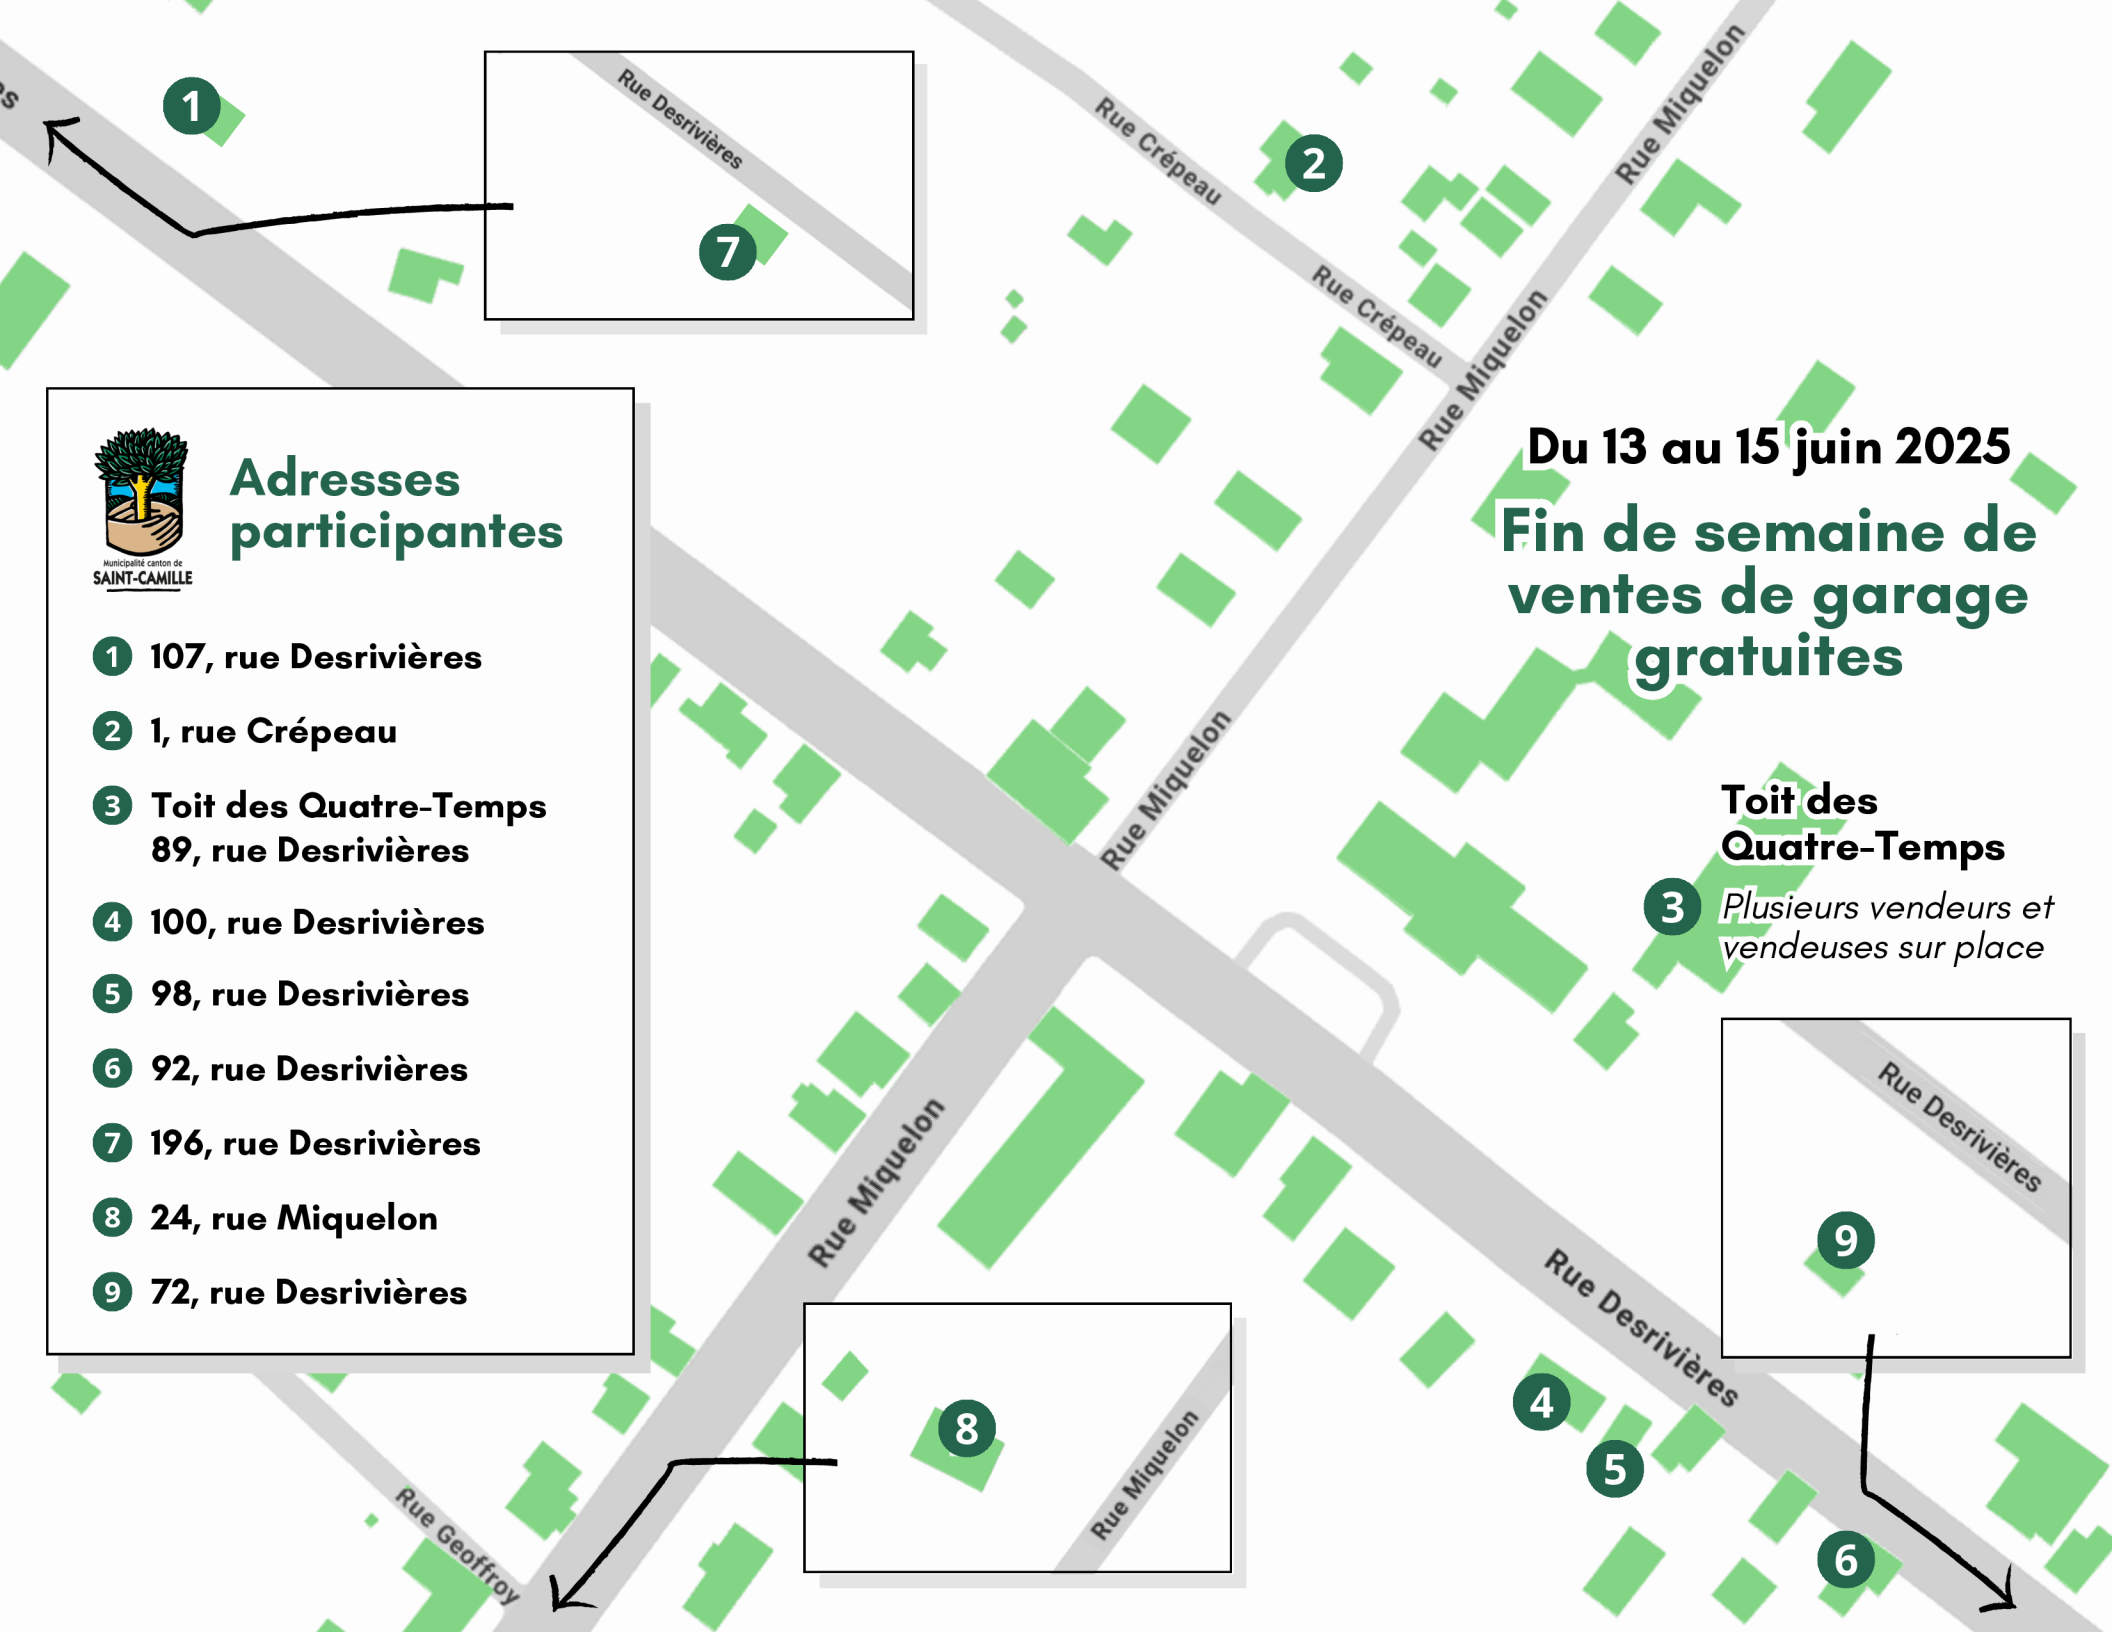 1
Rue Desrivières
7
Rue Crépeau
2
Rue Miquelon
Rue Crépeau
Rue Miquelon
Municipalité canton de
SAINT-CAMILLE
Adresses
participantes
1 107, rue Desrivières
2 1, rue Crépeau
3 Toit des Quatre-Temps
89, rue Desrivières
4 100, rue Desrivières
5 98, rue Desrivières
6 92, rue Desrivières
7 196, rue Desrivières
8 24, rue Miquelon
9 72, rue Desrivières
Du 13 au 15 juin 2025
Fin de semaine de
ventes de garage
gratuites
Rue Miquelon
Toit des
Quatre-Temps
3 Plusieurs vendeurs et
vendeuses sur place
Rue Desrivières
9
Rue Miquelon
Rue Desrivières
8
Rue Miquelon
4
5
6
Rue Geoffroy